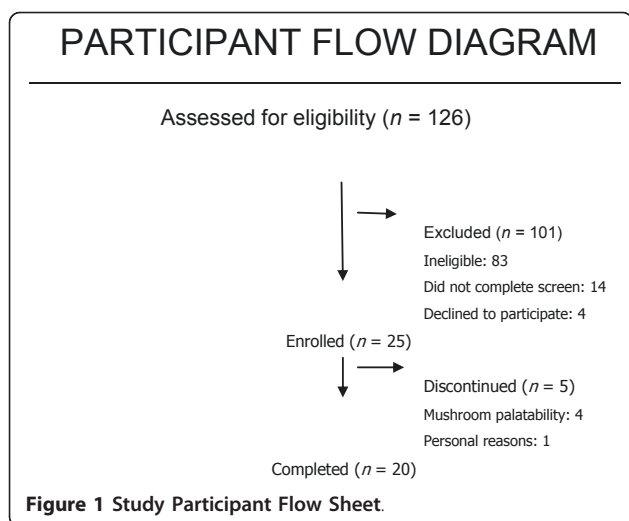 PARTICIPANT FLOW DIAGRAM
Assessed for eligibility (n = 126)
Excluded (n = 101)
Ineligible: 83
Did not complete screen: 14
Declined to participate: 4
Enrolled (n = 25)
Discontinued (n = 5)
Mushroom palatability: 4
Personal reasons: 1
Completed (n = 20)
Figure 1 Study Participant Flow Sheet.